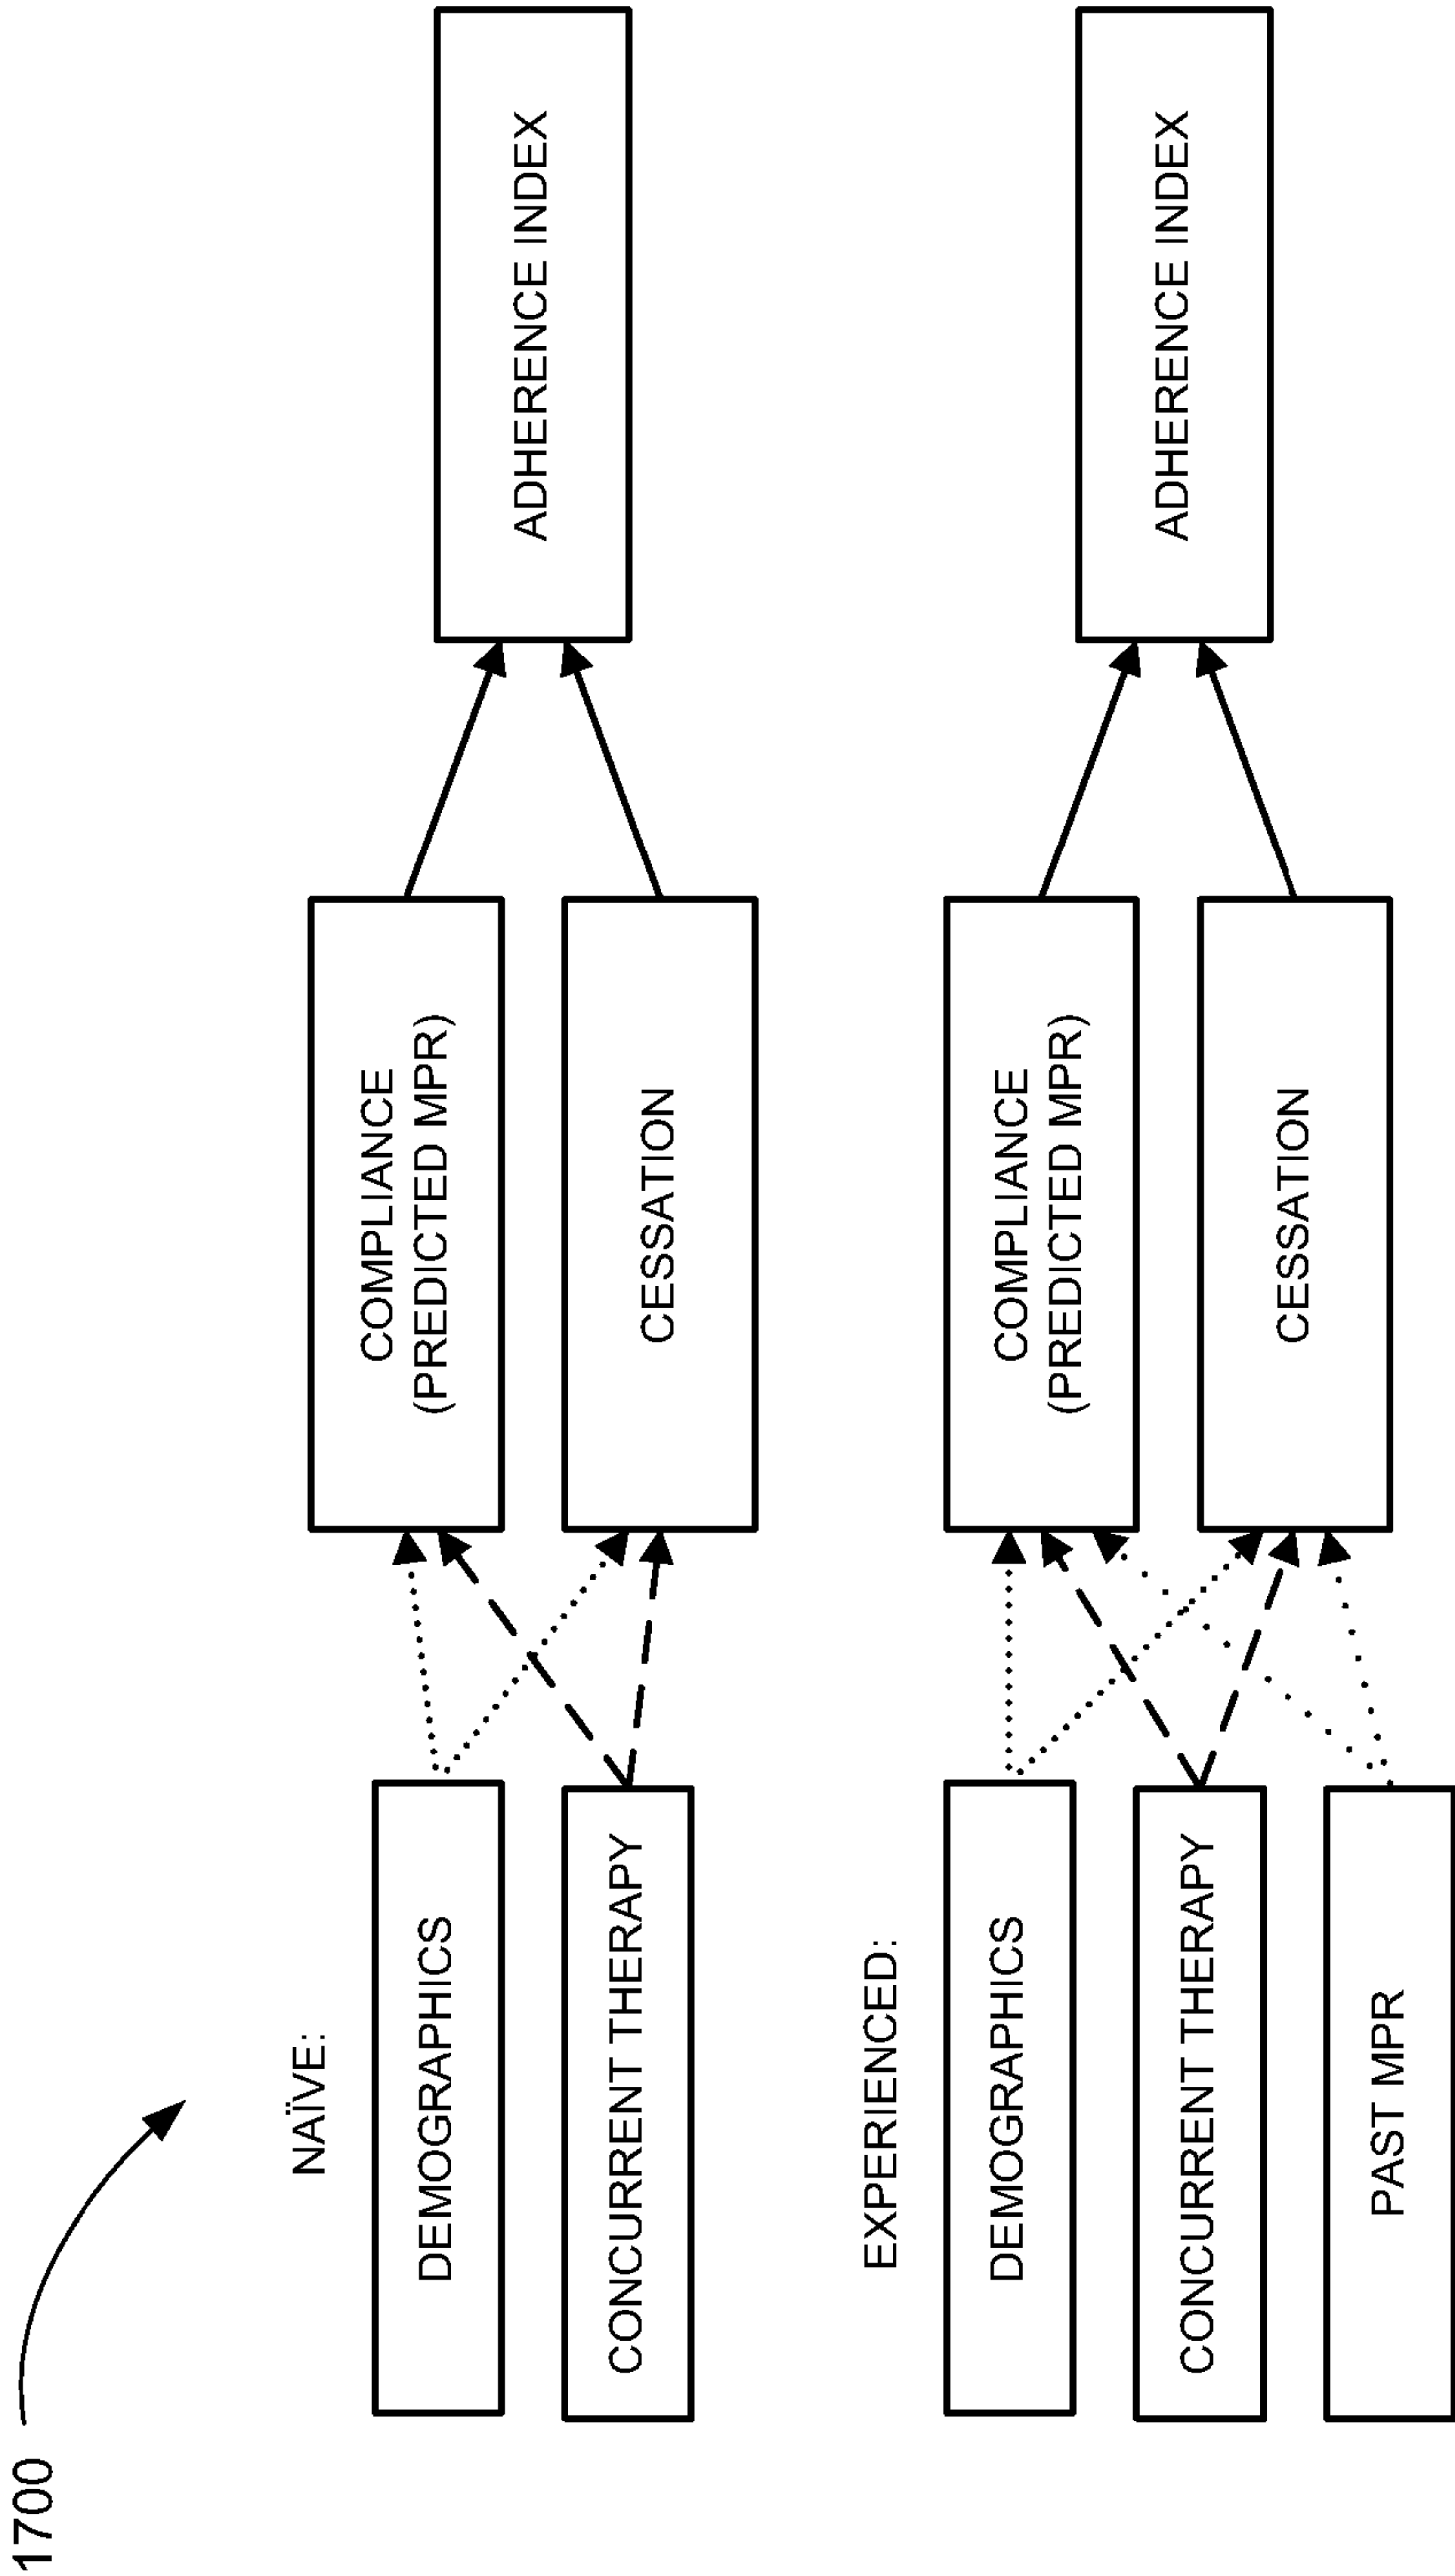 1700
NAÏVE:
DEMOGRAPHICS
CONCURRENT THERAPY
COMPLIANCE
(PREDICTED MPR)
CESSATION
ADHERENCE INDEX
EXPERIENCED:
DEMOGRAPHICS
CONCURRENT THERAPY
PAST MPR
COMPLIANCE
(PREDICTED MPR)
CESSATION
ADHERENCE INDEX